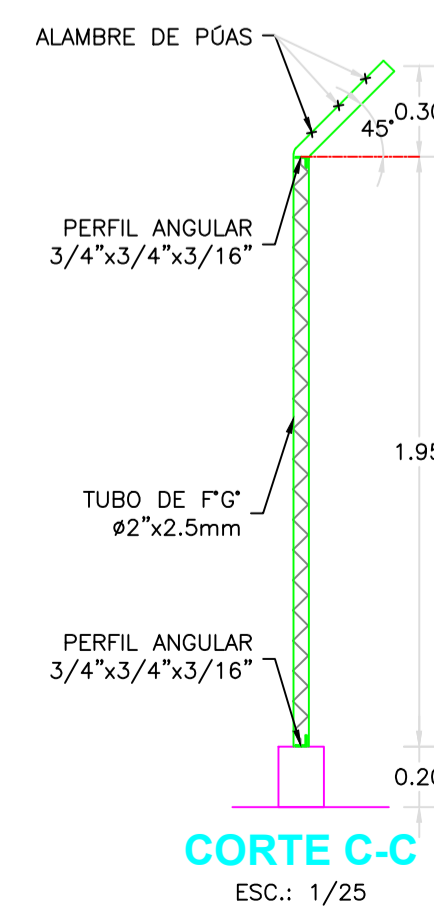 ALAMBRE DE PÚAS
45°
0.30
PERFIL ANGULAR
3/4"x3/4"x3/16"
1.95
TUBO DE F°G°
ø2"x2.5mm
PERFIL ANGULAR
3/4"x3/4"x3/16"
0.20
CORTE C-C
ESC.: 1/25